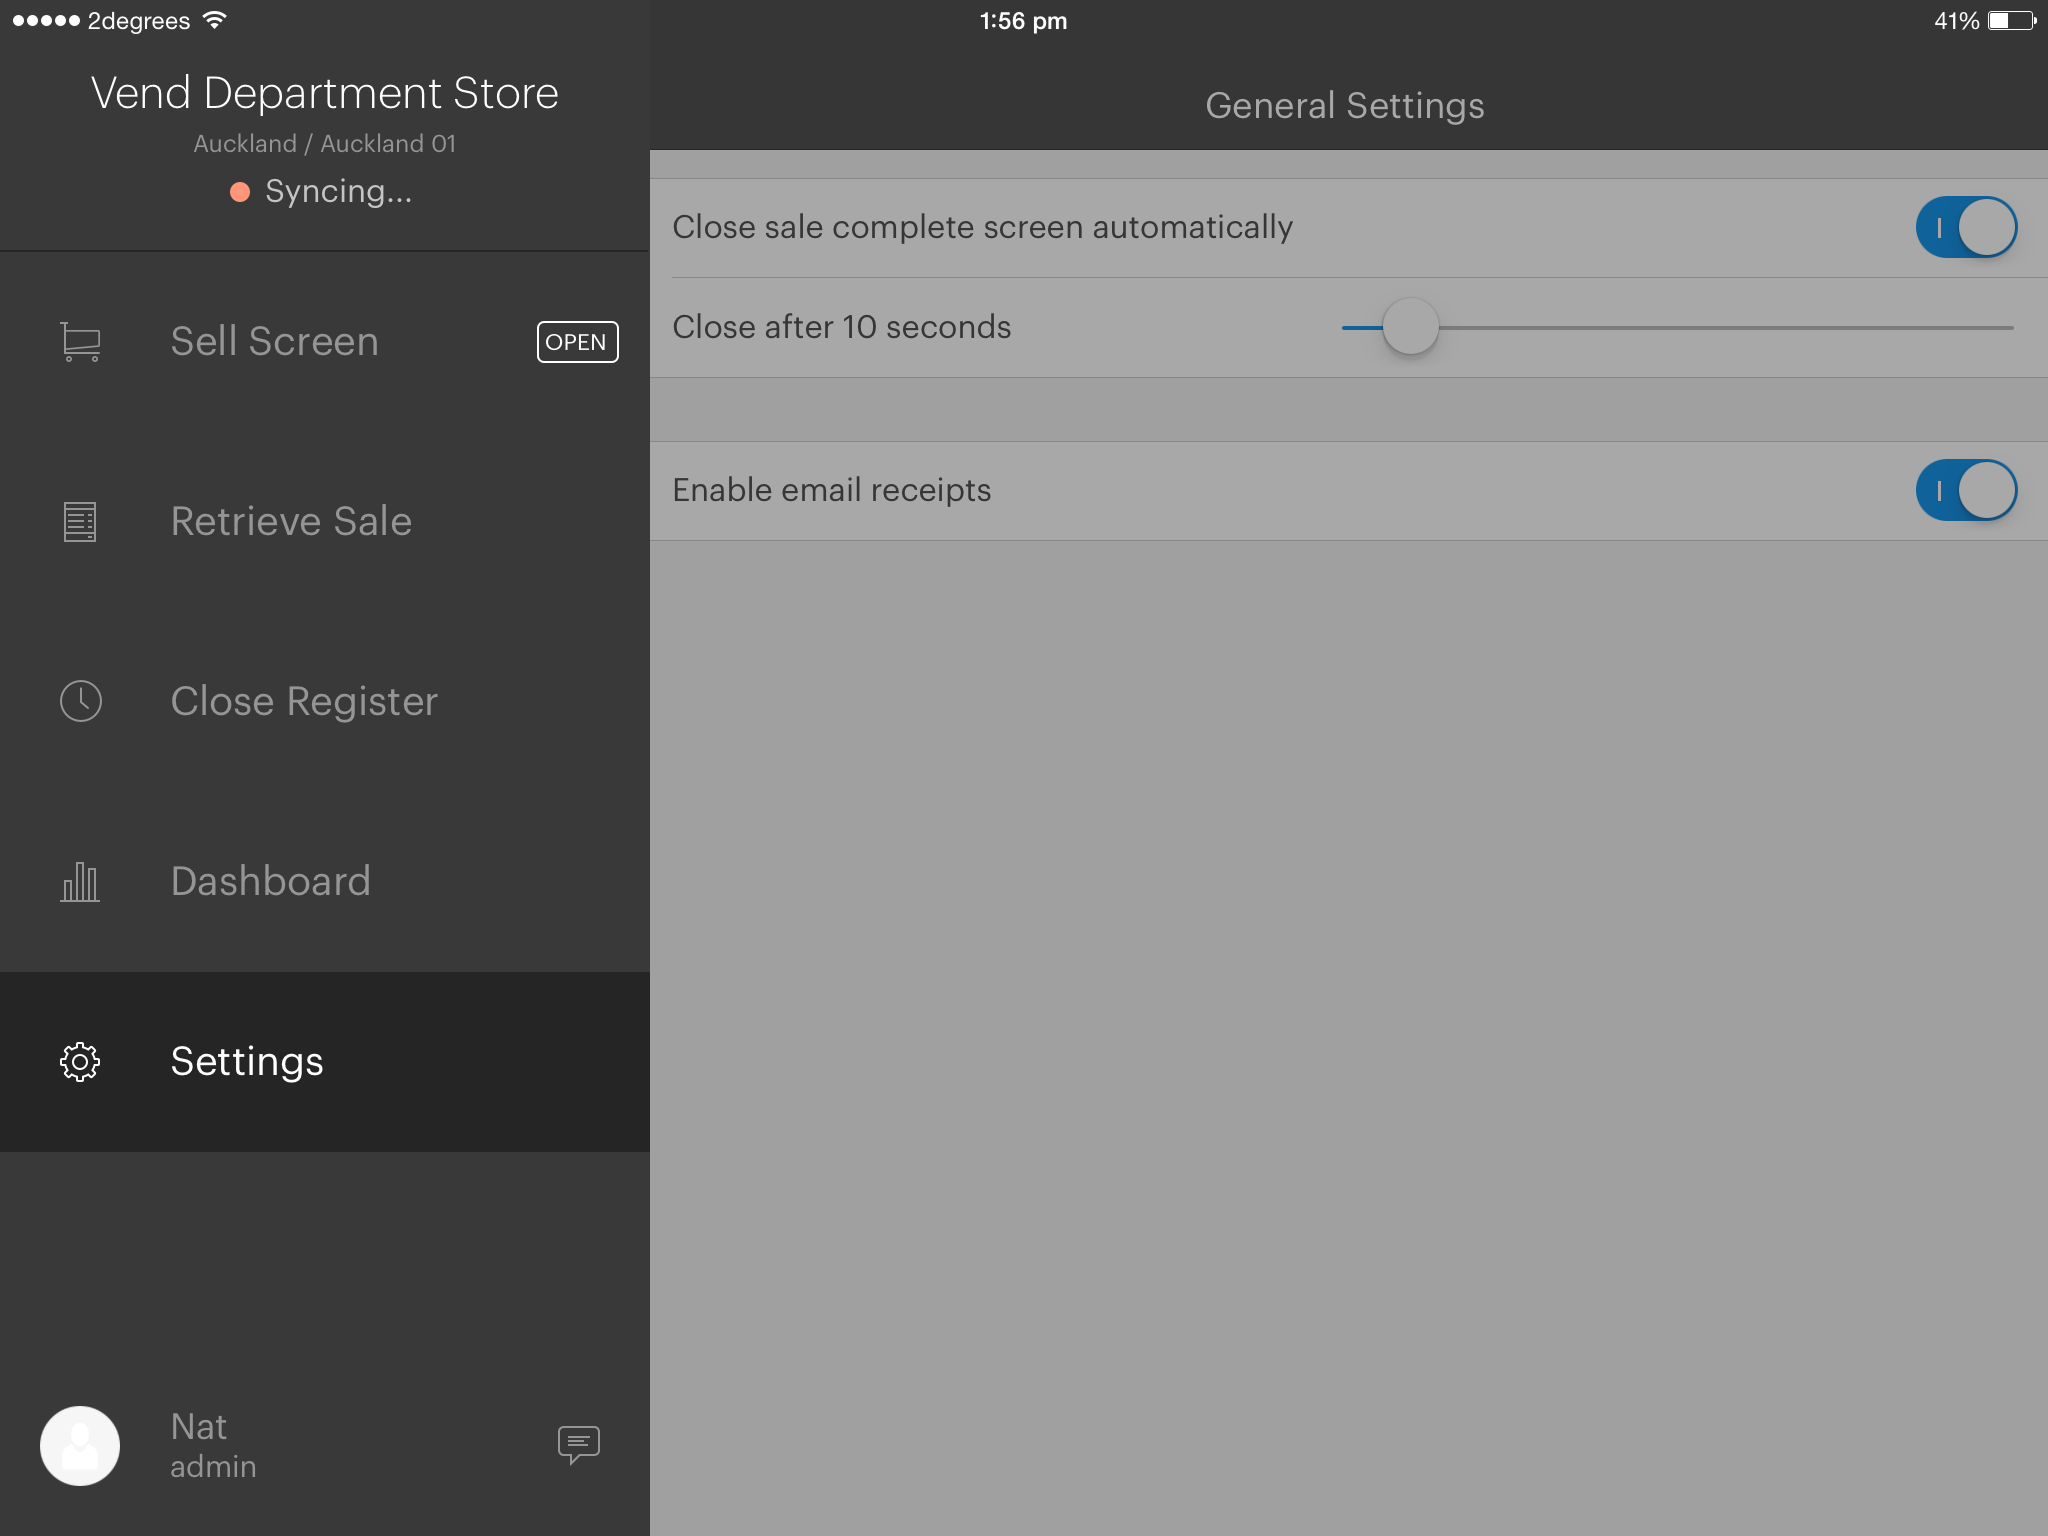 2degrees
1:56 pm
41%
Vend Department Store
Auckland / Auckland 01
Syncing...
Sell Screen
OPEN
Retrieve Sale
Close Register
Dashboard
Settings
Nat
admin
General Settings
Close sale complete screen automatically
Close after 10 seconds
Enable email receipts